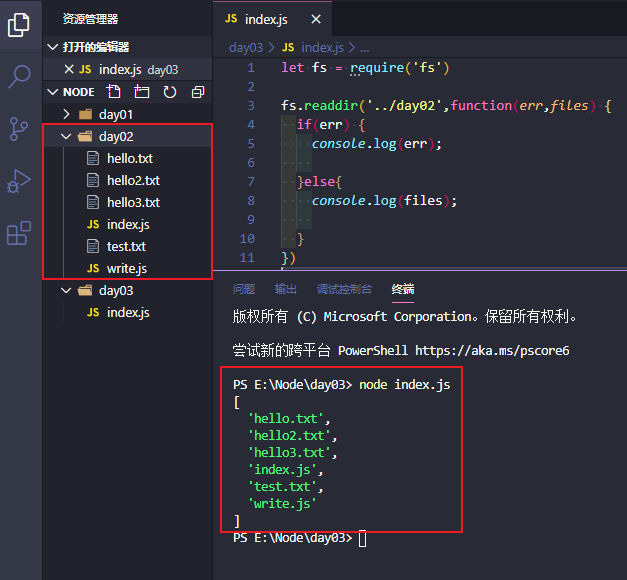 资源管理器
打开的编辑器
JS index.js day03
NODE
day01
day02
hello.txt
hello2.txt
hello3.txt
JS index.js
test.txt
JS write.js
day03
JS index.js
JS index.js
day03 > JS index.js > ...
1 let fs = require('fs')
2
3 fs.readdir('../day02',function(err,files) {
4 if(err) {
5 console.log(err);
6
7 }else{
8 console.log(files);
9
10 }
11 })
问题 输出 调试控制台 终端
版权所有 (C) Microsoft Corporation。保留所有权利。
尝试新的跨平台 PowerShell https://aka.ms/pscore6
PS E:\Node\day03> node index.js
[
'hello.txt',
'hello2.txt',
'hello3.txt',
'index.js',
'test.txt',
'write.js'
]
PS E:\Node\day03>